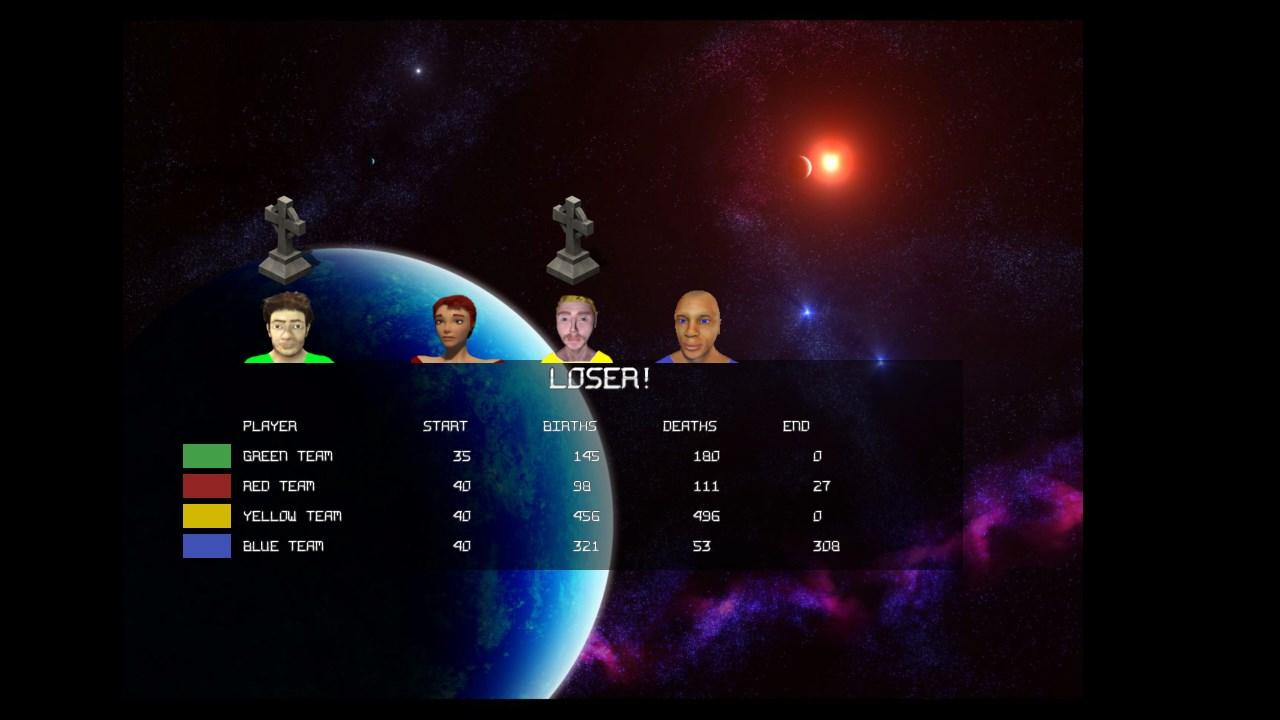 LOSER!
PLAYER START BIRTHS DEATHS END
GREEN TEAM 35 145 180 0
RED TEAM 40 98 111 27
YELLOW TEAM 40 456 496 0
BLUE TEAM 40 321 53 308